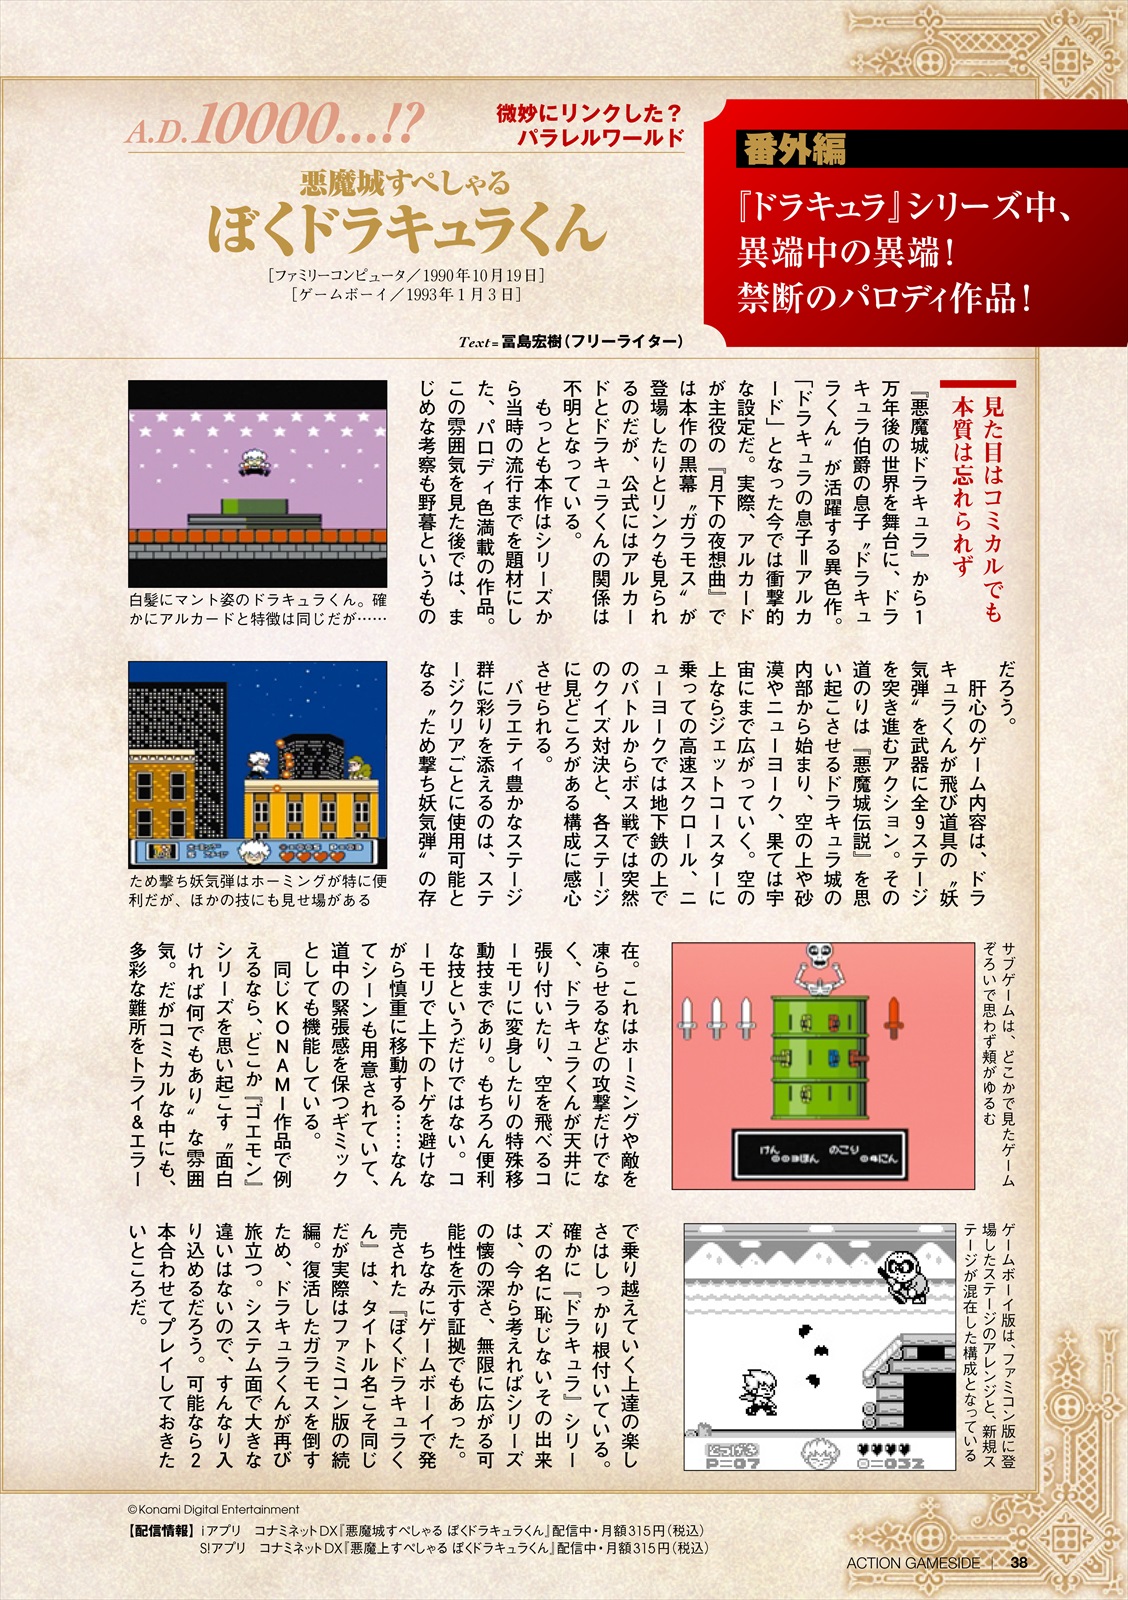 A.D.10000...!?
微妙にリンクした?
パラレルワールド
悪魔城すぺしゃる
ぼくドラキュラくん
[ファミリーコンピュータ／1990年10月19日]
[ゲームボーイ／1993年1月3日]
Text=冨島宏樹(フリーライター)
番外編
『ドラキュラ』シリーズ中、
異端中の異端!
禁断のパロディ作品!
見た目はコミカルでも
本質は忘れられず
『悪魔城ドラキュラ』から1
万年後の世界を舞台に、ドラ
キュラ伯爵の息子〝ドラキュ
ラくん〟が活躍する異色作。
「ドラキュラの息子＝アルカ
ード」となった今では衝撃的
な設定だ。実際、アルカード
が主役の『月下の夜想曲』で
は本作の黒幕〝ガラモス〟が
登場したりとリンクも見られ
るのだが、公式にはアルカー
ドとドラキュラくんの関係は
不明となっている。
もっとも本作はシリーズか
ら当時の流行までを題材にし
た、パロディ色満載の作品。
この雰囲気を見た後では、ま
じめな考察も野暮というもの
白髪にマント姿のドラキュラくん。確
かにアルカードと特徴は同じだが……
だろう。
肝心のゲーム内容は、ドラ
キュラくんが飛び道具の〝妖
気弾〟を武器に全9ステージ
を突き進むアクション。その
道のりは『悪魔城伝説』を思
い起こさせるドラキュラ城の
内部から始まり、空の上や砂
漠やニューヨーク、果ては宇
宙にまで広がっていく。空の
上ならジェットコースターに
乗っての高速スクロール、ニ
ューヨークでは地下鉄の上で
のバトルからボス戦では突然
のクイズ対決と、各ステージ
に見どころがある構成に感心
させられる。
バラエティ豊かなステージ
群に彩りを添えるのは、ステ
ージクリアごとに使用可能と
なる〝ため撃ち妖気弾〟の存
ため撃ち妖気弾はホーミングが特に便
利だが、ほかの技にも見せ場がある
サブゲームは、どこかで見たゲーム
ぞろいで思わず頬がゆるむ
けん
003ほん
のこり
04にん
在。これはホーミングや敵を
凍らせるなどの攻撃だけでな
く、ドラキュラくんが天井に
張り付いたり、空を飛べるコ
ーモリに変身したりの特殊移
動技まであり。もちろん便利
な技というだけではない。コ
ーモリで上下のトゲを避けな
がら慎重に移動する……なん
てシーンも用意されていて、
道中の緊張感を保つギミック
としても機能している。
同じKONAMI作品で例
えるなら、どこか『ゴエモン』
シリーズを思い起こす〝面白
ければ何でもあり〟な雰囲
気。だがコミカルな中にも、
多彩な難所をトライ&エラー
ゲームボーイ版は、ファミコン版に登
場したステージのアレンジと、新規ス
テージが混在した構成となっている
とつげき
P=07
0=032
で乗り越えていく上達の楽し
さはしっかり根付いている。
確かに『ドラキュラ』シリー
ズの名に恥じないその出来
は、今から考えればシリーズ
の懐の深さ、無限に広がる可
能性を示す証拠でもあった。
ちなみにゲームボーイで発
売された『ぼくドラキュラく
ん』は、タイトル名こそ同じ
だが実際はファミコン版の続
編。復活したガラモスを倒す
ため、ドラキュラくんが再び
旅立つ。システム面で大きな
違いはないので、すんなり入
り込めるだろう。可能なら2
本合わせてプレイしておきた
いところだ。
©Konami Digital Entertainment
【配信情報】iアプリ　コナミネットDX『悪魔城すぺしゃる ぼくドラキュラくん』配信中・月額315円(税込)
S!アプリ　コナミネットDX『悪魔上すぺしゃる ぼくドラキュラくん』配信中・月額315円(税込)
ACTION GAMESIDE | 38